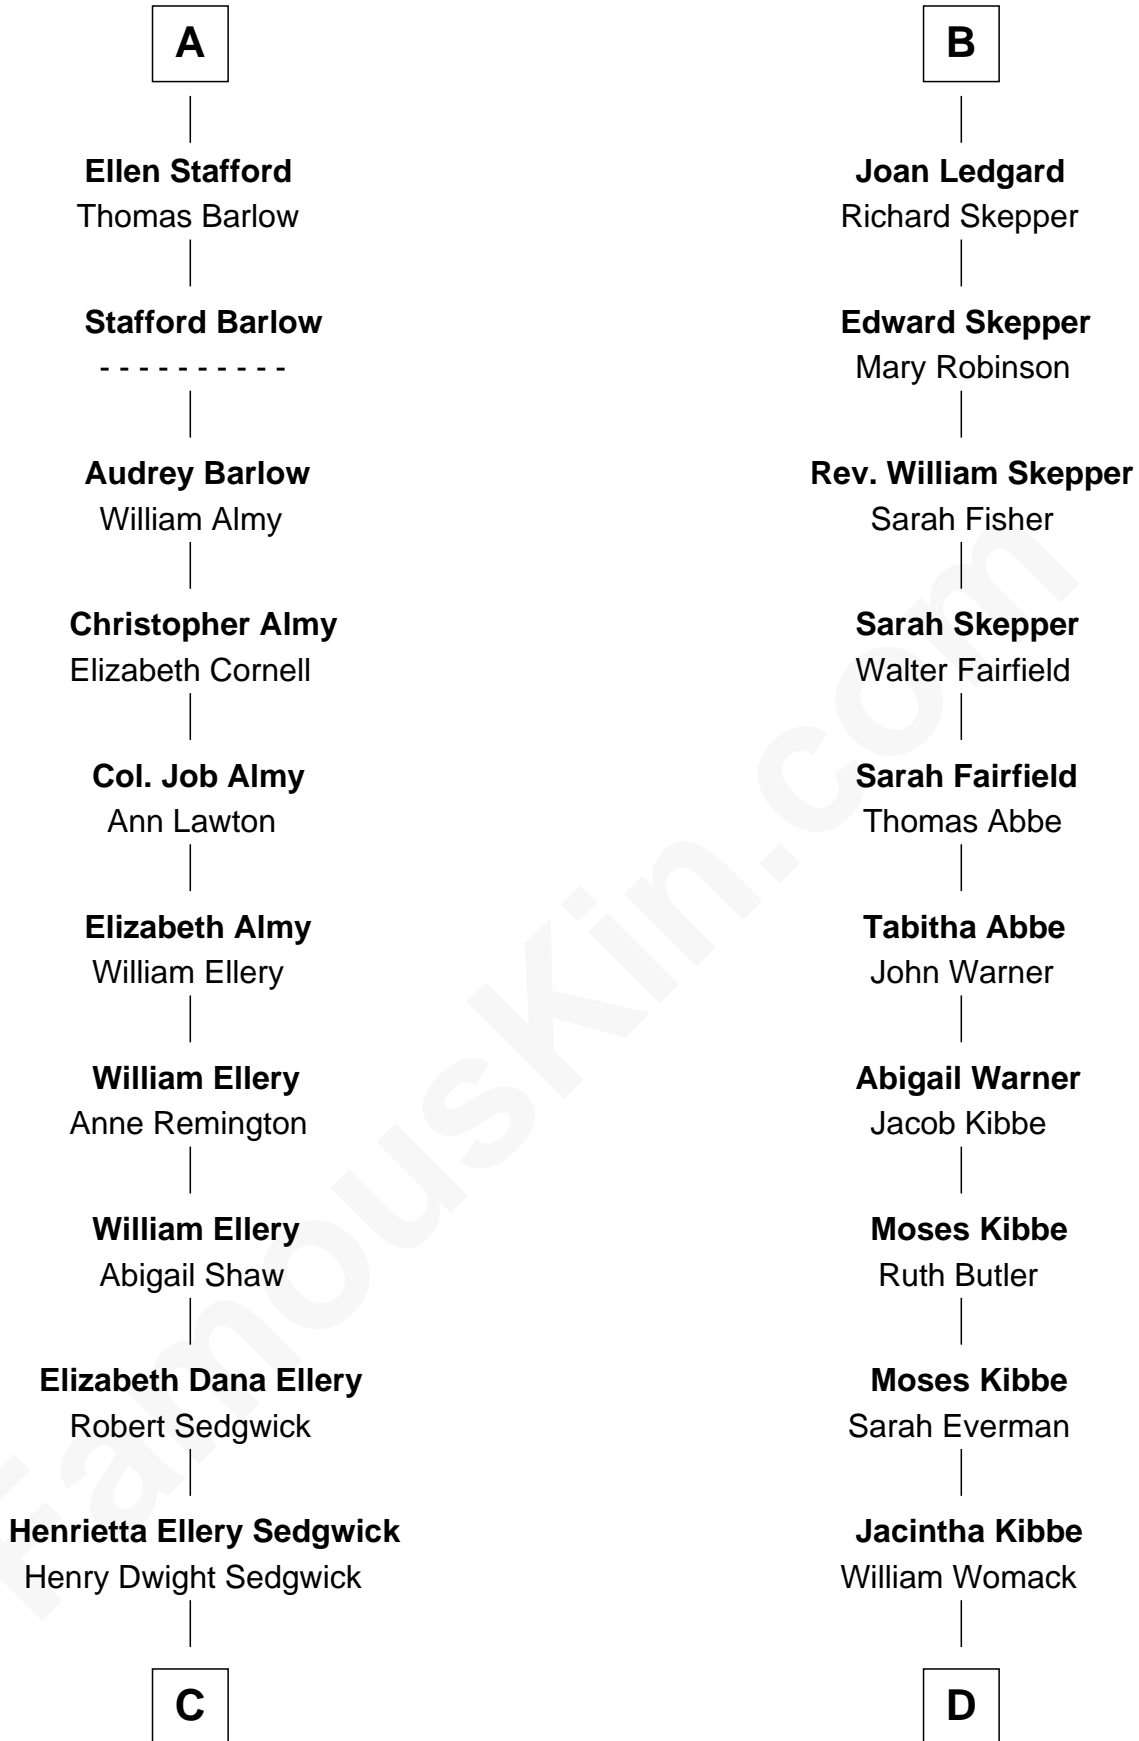 A
Ellen Stafford
Thomas Barlow
Stafford Barlow
- - - - - - - - - -
Audrey Barlow
William Almy
Christopher Almy
Elizabeth Cornell
Col. Job Almy
Ann Lawton
Elizabeth Almy
William Ellery
William Ellery
Anne Remington
William Ellery
Abigail Shaw
Elizabeth Dana Ellery
Robert Sedgwick
Henrietta Ellery Sedgwick
Henry Dwight Sedgwick
C
B
Joan Ledgard
Richard Skepper
Edward Skepper
Mary Robinson
Rev. William Skepper
Sarah Fisher
Sarah Skepper
Walter Fairfield
Sarah Fairfield
Thomas Abbe
Tabitha Abbe
John Warner
Abigail Warner
Jacob Kibbe
Moses Kibbe
Ruth Butler
Moses Kibbe
Sarah Everman
Jacintha Kibbe
William Womack
D
FamousKin.com